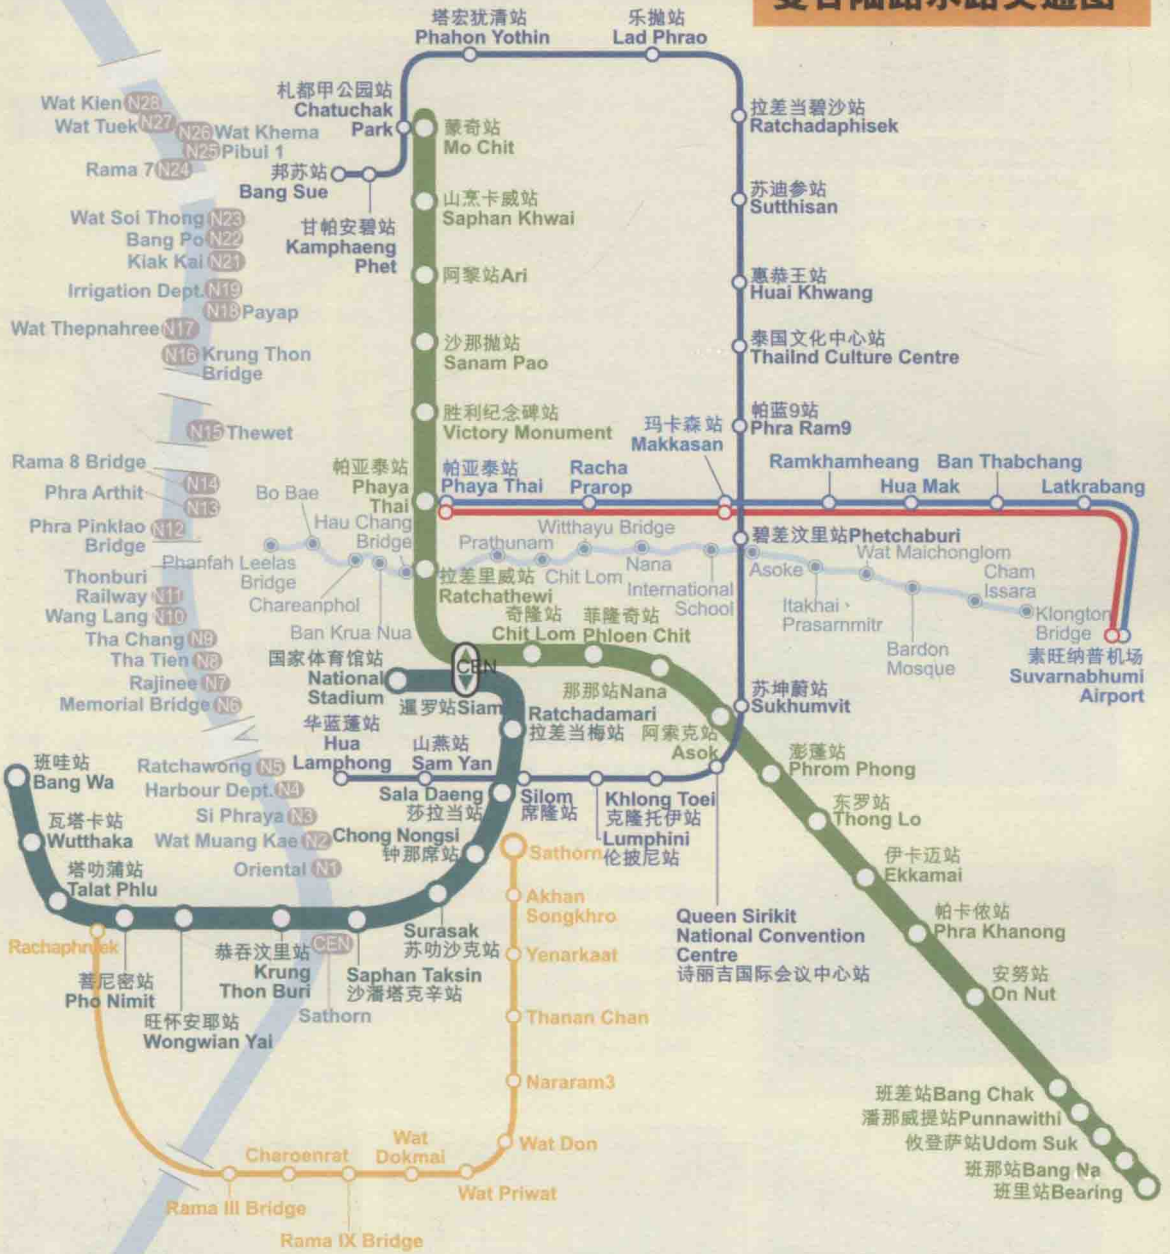 塔宏犹清站
Phahon Yothin
乐抛站
Lad Phrao
札都甲公园站
Chatuchak
Park
蒙奇站
Mo Chit
拉差当碧沙站
Ratchadaphisek
Wat Kien N28
Wat Tuek N27
N26 Wat Khema
N25 Pibul 1
Rama 7 N24
邦苏站
Bang Sue
山烹卡威站
Saphan Khwai
苏迪参站
Sutthisan
Wat Soi Thong N23
Bang Po N22
Kiak Kai N21
甘帕安碧站
Kamphaeng
Phet
阿黎站Ari
惠恭王站
Huai Khwang
Irrigation Dept. N19
N18 Payap
Wat Thepnahree N17
N16 Krung Thon
Bridge
沙那抛站
Sanam Pao
泰国文化中心站
Thailnd Culture Centre
N15 Thewet
胜利纪念碑站
Victory Monument
玛卡森站
Makkasan
帕蓝9站
Phra Ram9
Rama 8 Bridge
N14
Phra Arthit
N13
Phra Pinklao
Bridge
N12
帕亚泰站
Phaya
Thai
帕亚泰站
Phaya Thai
Racha
Prarop
Ramkhamheang
Hua Mak
Ban Thabchang
Latkrabang
Bo Bae
Hau Chang
Bridge
Prathunam
Witthayu Bridge
碧差汶里站Phetchaburi
Phanfah Leelas
Bridge
Chareanphol
Ban Krua Nua
拉差里威站
Ratchathewi
Chit Lom
Nana
International
School
Asoke
Wat Maichonglom
Itakhai
Prasarnmitr
Cham
Issara
Bardon
Mosque
Klongton
Bridge
Thonburi
Railway N11
Wang Lang N10
Tha Chang N9
Tha Tien N8
Rajinee N7
Memorial Bridge N6
奇隆站
Chit Lom
菲隆奇站
Phloen Chit
国家体育馆站
National
Stadium
CEN
暹罗站Siam
那那站Nana
苏坤蔚站
Sukhumvit
素旺纳普机场
Suvarnabhumi
Airport
Ratchadamari
拉差当梅站
阿索克站
Asok
华蓝蓬站
Hua
Lamphong
山燕站
Sam Yan
澎蓬站
Phrom Phong
班哇站
Bang Wa
Ratchawong N5
Harbour Dept. N4
Si Phraya N3
Wat Muang Kae N2
Oriental N1
Sala Daeng
莎拉当站
Silom
席隆站
Khlong Toei
克隆托伊站
Lumphini
伦披尼站
东罗站
Thong Lo
瓦塔卡站
Wutthaka
Chong Nongsi
钟那席站
Sathorn
伊卡迈站
Ekkamai
塔叻蒲站
Talat Phlu
Akhan
Songkhro
Surasak
苏叻沙克站
Queen Sirikit
National Convention
Centre
诗丽吉国际会议中心站
帕卡侬站
Phra Khanong
恭吞汶里站
Krung
Thon Buri
CEN
Sathorn
Saphan Taksin
沙潘塔克辛站
Yenarkaat
Pho Nimit
旺怀安耶站
Wongwian Yai
安努站
On Nut
Thanan Chan
Nararam3
班差站Bang Chak
潘那威提站Punnawithi
攸登萨站Udom Suk
班那站Bang Na
班里站Bearing
Wat Don
Wat
Dokmai
Charoenrat
Wat Priwat
Rama III Bridge
Rama IX Bridge